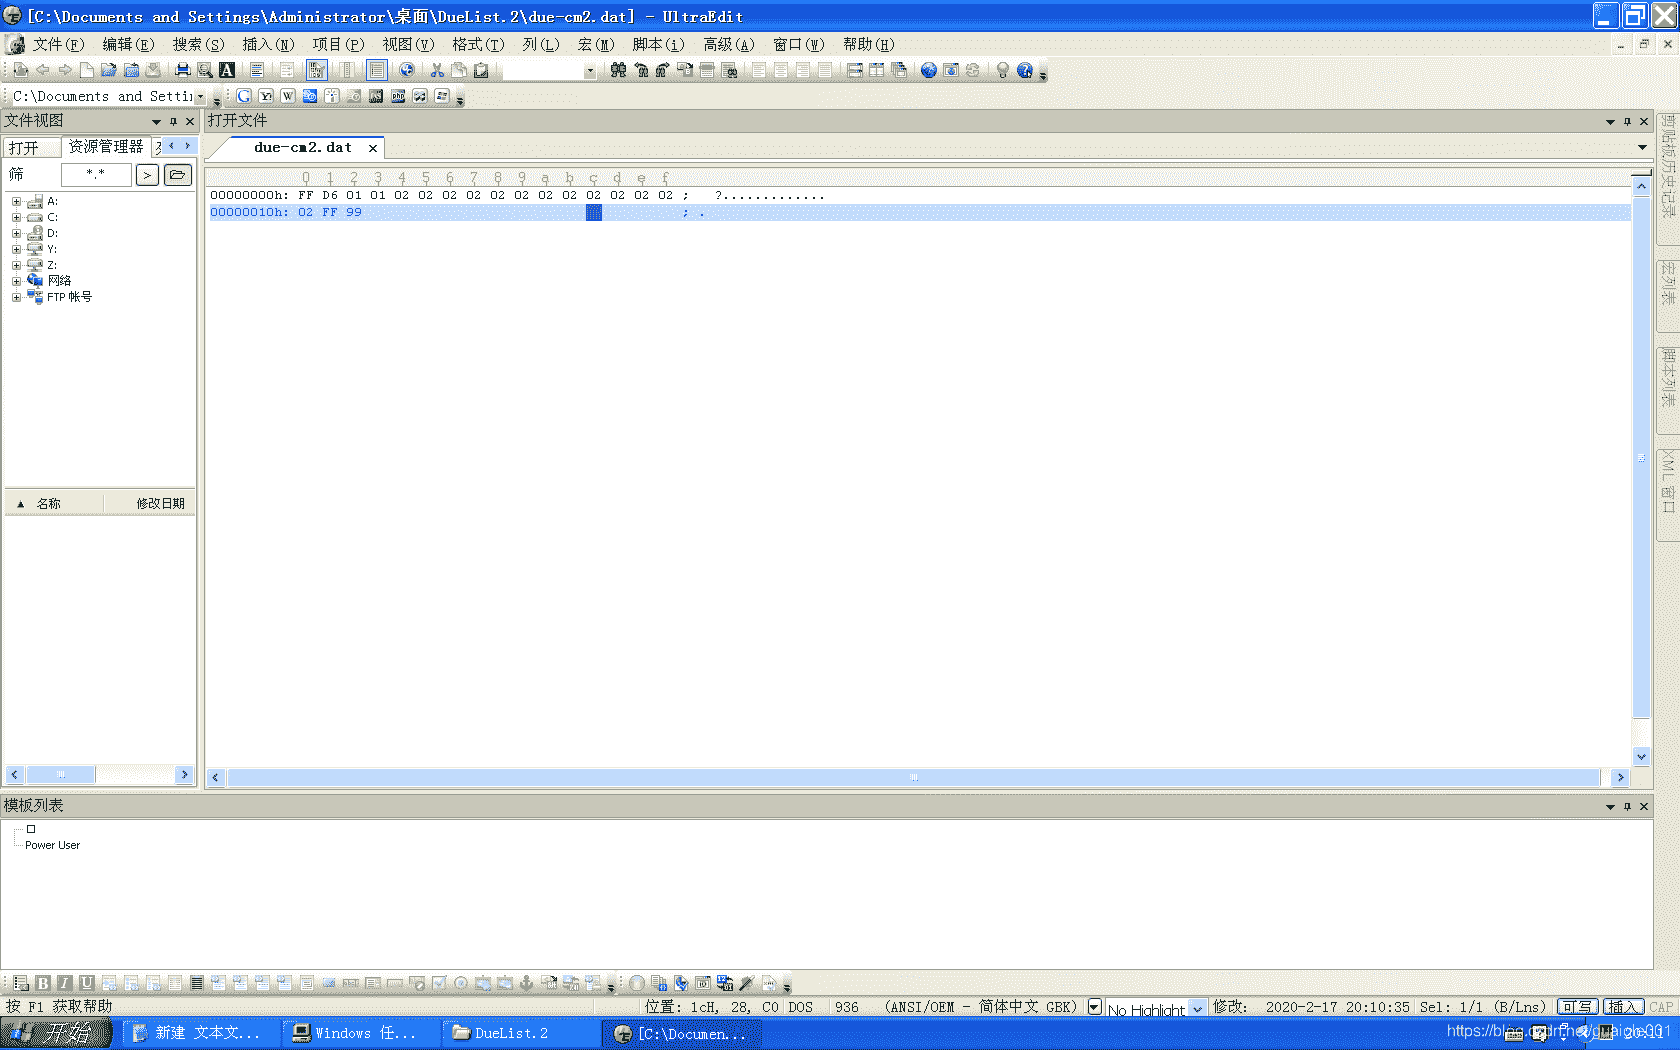 [C:\Documents and Settings\Administrator\桌面\DueList.2\due-cm2.dat] - UltraEdit
文件(F) 编辑(E) 搜索(S) 插入(N) 项目(P) 视图(V) 格式(T) 列(L) 宏(M) 脚本(i) 高级(A) 窗口(W) 帮助(H)
C:\Documents and Settin
文件视图
打开文件
打开 资源管理器
due-cm2.dat
筛 *.* >
0 1 2 3 4 5 6 7 8 9 a b c d e f
00000000h: FF D6 01 01 02 02 02 02 02 02 02 02 02 02 02 02 ; ?.............
00000010h: 02 FF 99 ; .
A:
C:
D:
Y:
Z:
网络
FTP 帐号
剪贴板历史记录
宏列表
脚本列表
XML 窗口
名称 修改日期
模板列表
Power User
按 F1 获取帮助
位置: 1cH, 28, C0 DOS 936 (ANSI/OEM - 简体中文 GBK) No Highlight 修改: 2020-2-17 20:10:35 Sel: 1/1 (B/Lns) 可写 插入 CAP
开始 新建 文本文... Windows 任... DueList.2 [C:\Documen...